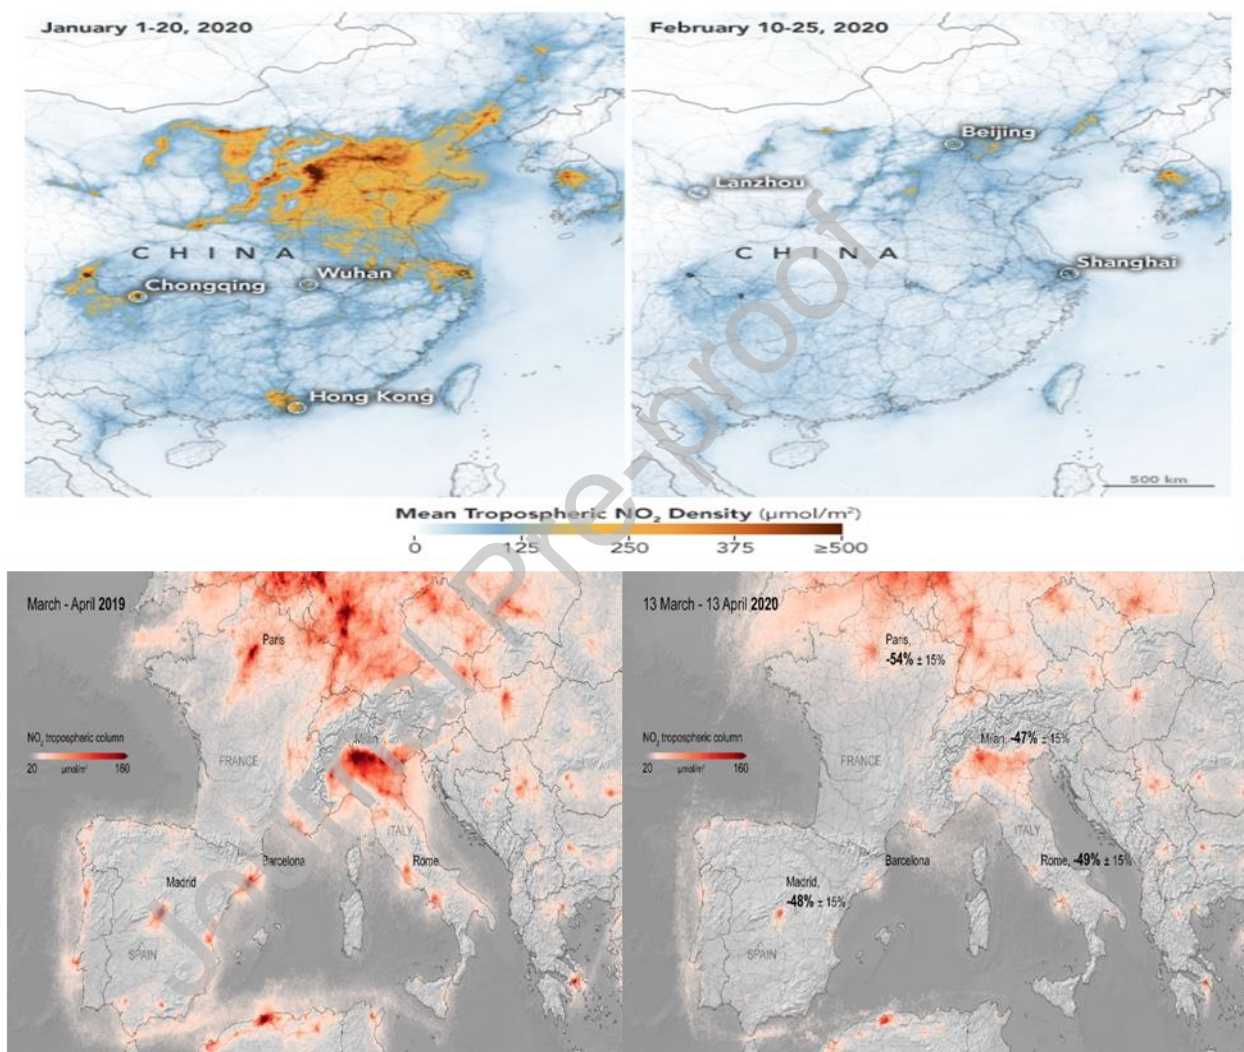 January 1-20, 2020
February 10-25, 2020
Beijing
Lanzhou
CHINA
CHINA
Wuhan
Shanghai
Chongqing
Hong Kong
500 km
Mean Tropospheric NO₂ Density (µmol/m²)
0 125 250 375 ≥500
Journal Pre-proof
March - April 2019
13 March - 13 April 2020
Paris
Paris,
-54% ± 15%
NO₂ tropospheric column
20 µmol/m² 160
NO₂ tropospheric column
20 µmol/m² 160
Milan
Milan, -47% ± 15%
FRANCE
FRANCE
ITALY
ITALY
Barcelona
Rome
Barcelona
Rome, -49% ± 15%
Madrid
Madrid,
-48% ± 15%
SPAIN
SPAIN